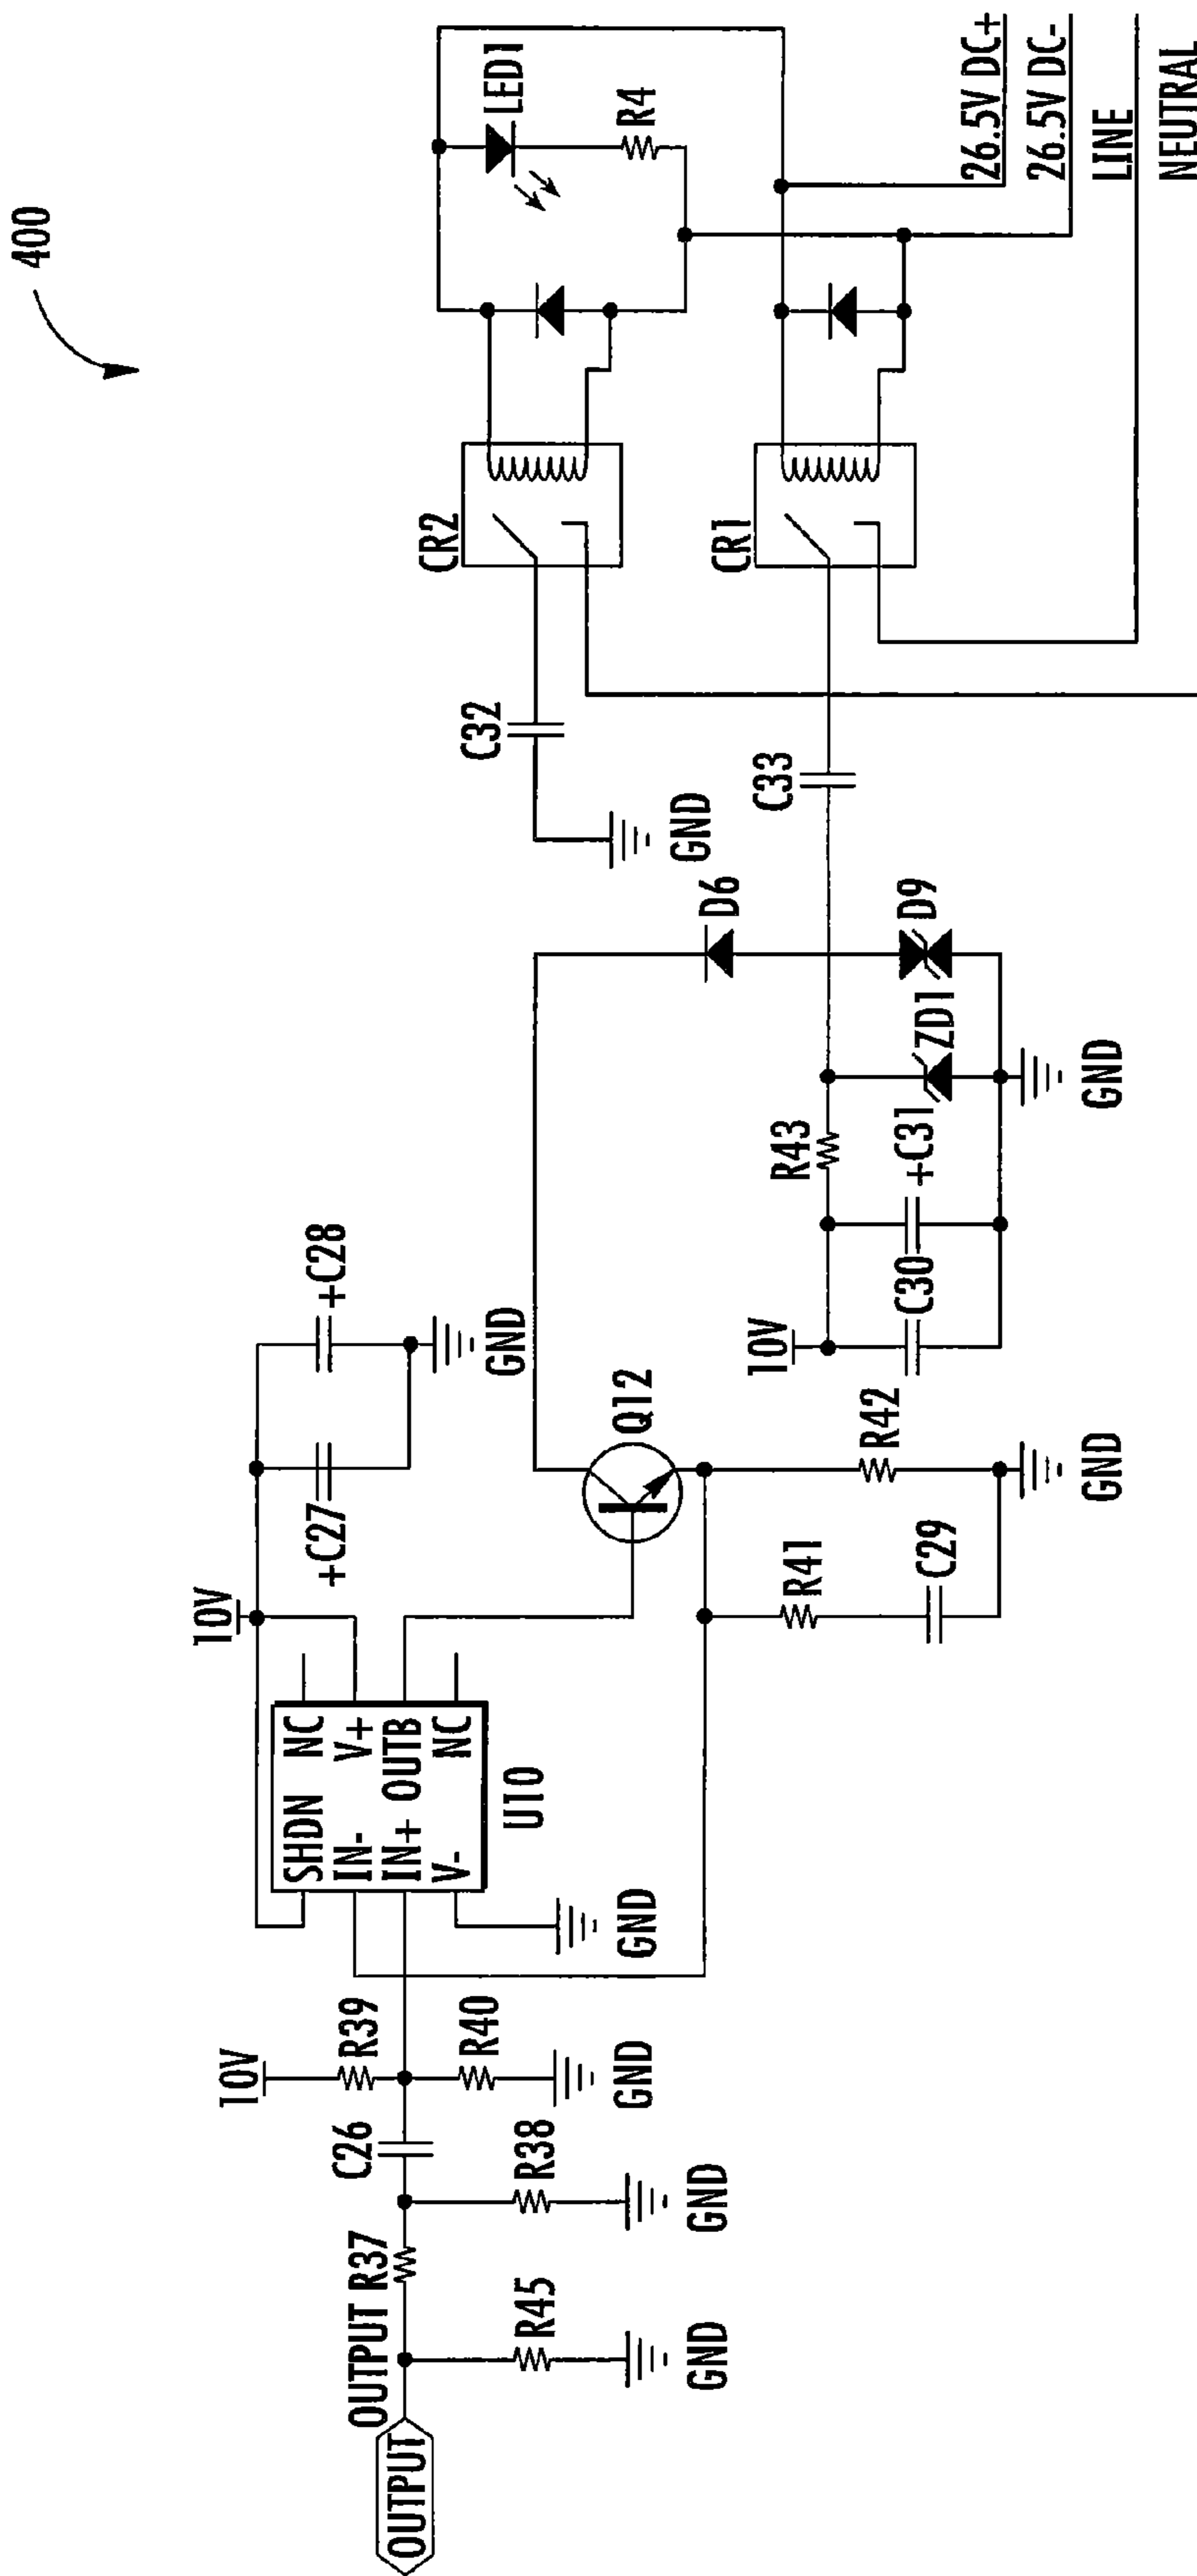 400
LED1
R4
CR2
C32
GND
26.5V DC+
26.5V DC-
LINE
NEUTRAL
CR1
C33
D6
D9
ZD1
GND
R43
+C31
C30
10V
+C28
+C27
GND
10V
Q12
R42
R41
C29
GND
SHDN NC
IN- V+
IN+ OUTB
V- NC
U10
GND
10V
R39
R40
GND
C26
R38
GND
R37
OUTPUT
R45
GND
OUTPUT